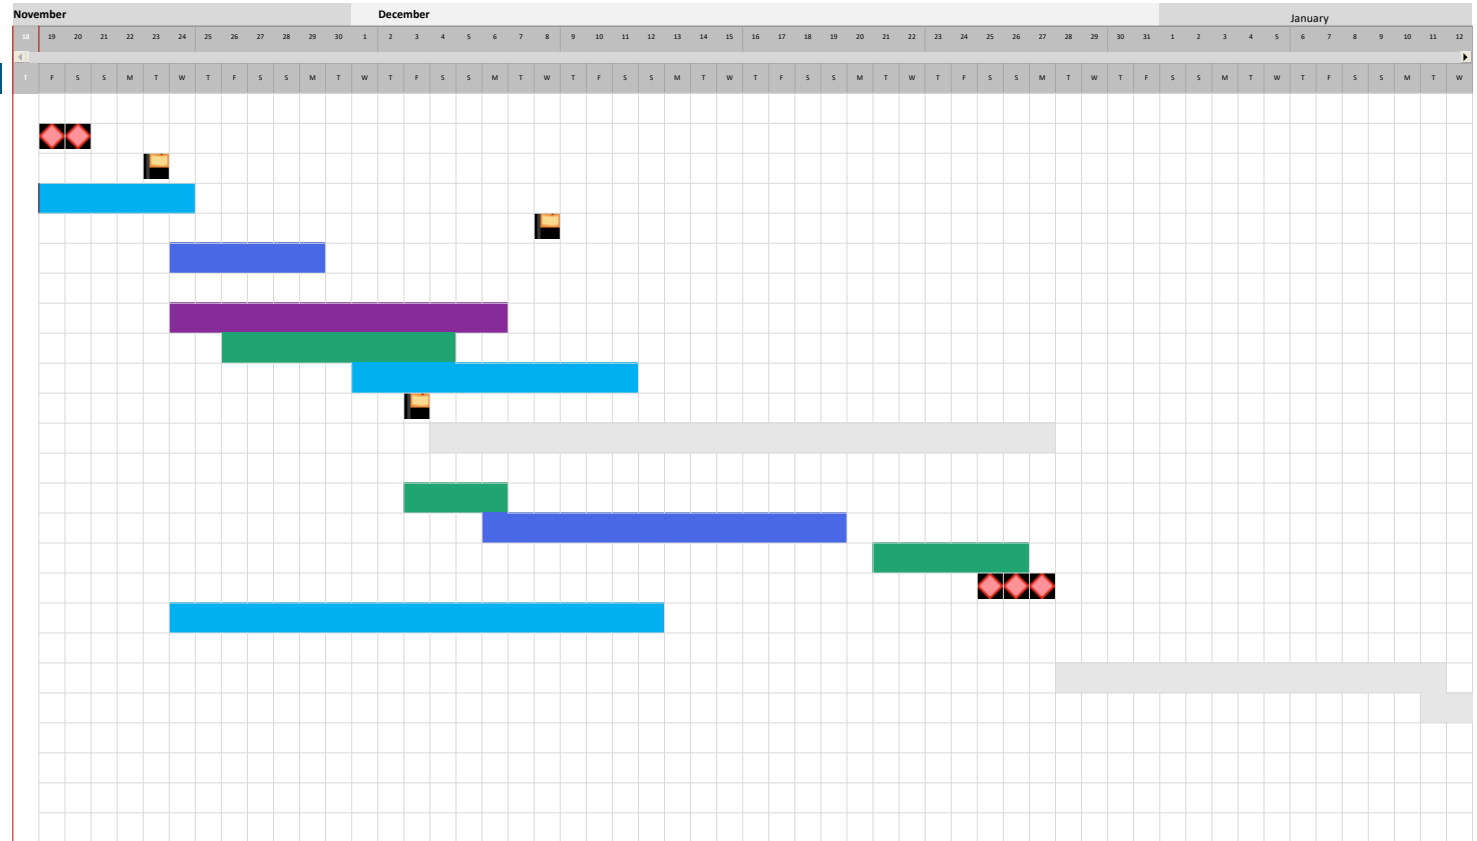 November December January
18 19 20 21 22 23 24 25 26 27 28 29 30 1 2 3 4 5 6 7 8 9 10 11 12 13 14 15 16 17 18 19 20 21 22 23 24 25 26 27 28 29 30 31 1 2 3 4 5 6 7 8 9 10 11 12
T F S S M T W T F S S M T W T F S S M T W T F S S M T W T F S S M T W T F S S M T W T F S S M T W T F S S M T W